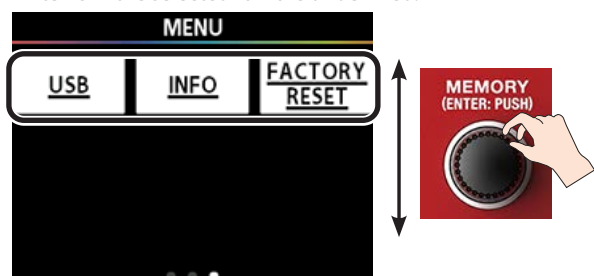 MENU
USB INFO FACTORY
RESET
MEMORY
(ENTER: PUSH)